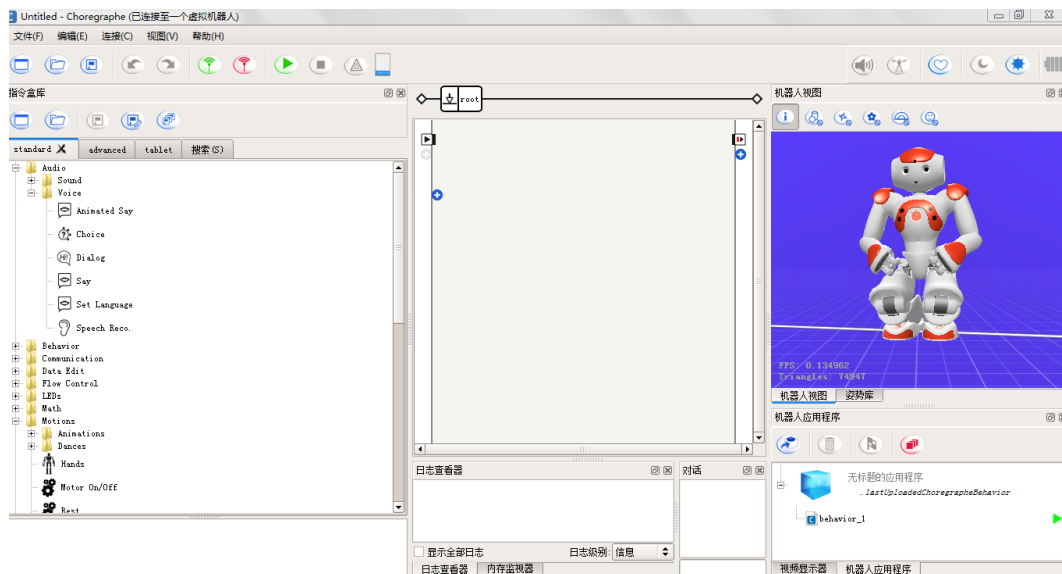 Untitled - Choregraphe (已连接至一个虚拟机器人)
文件(F) 编辑(E) 连接(C) 视图(V) 帮助(H)
指令盒库
standard advanced tablet 搜索(S)
Audio
Sound
Voice
Animated Say
Choice
Dialog
Say
Set Language
Speech Reco.
Behavior
Communication
Data Edit
Flow Control
LEDs
Math
Motions
Animations
Dances
Hands
Motor On/Off
Rest
root
日志查看器
显示全部日志 日志级别: 信息
日志查看器 内存监视器
对话
机器人视图
FPS: 0.134962
Triangles: 74947
机器人视图 姿势库
机器人应用程序
无标题的应用程序
.lastUploadedChoregrapheBehavior
behavior_1
视频显示器 机器人应用程序